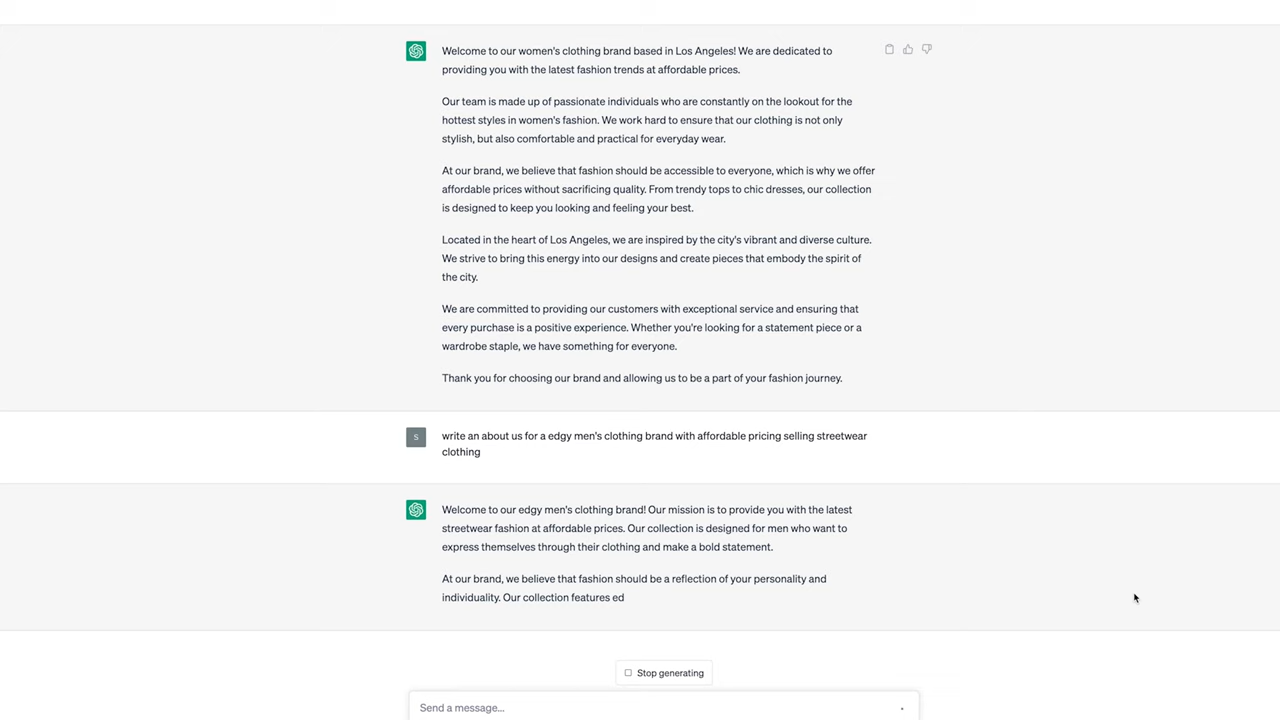 Welcome to our women's clothing brand based in Los Angeles! We are dedicated to
providing you with the latest fashion trends at affordable prices.
Our team is made up of passionate individuals who are constantly on the lookout for the
hottest styles in women's fashion. We work hard to ensure that our clothing is not only
stylish, but also comfortable and practical for everyday wear.
At our brand, we believe that fashion should be accessible to everyone, which is why we offer
affordable prices without sacrificing quality. From trendy tops to chic dresses, our collection
is designed to keep you looking and feeling your best.
Located in the heart of Los Angeles, we are inspired by the city's vibrant and diverse culture.
We strive to bring this energy into our designs and create pieces that embody the spirit of
the city.
We are committed to providing our customers with exceptional service and ensuring that
every purchase is a positive experience. Whether you're looking for a statement piece or a
wardrobe staple, we have something for everyone.
Thank you for choosing our brand and allowing us to be a part of your fashion journey.
S
write an about us for a edgy men's clothing brand with affordable pricing selling streetwear
clothing
Welcome to our edgy men's clothing brand! Our mission is to provide you with the latest
streetwear fashion at affordable prices. Our collection is designed for men who want to
express themselves through their clothing and make a bold statement.
At our brand, we believe that fashion should be a reflection of your personality and
individuality. Our collection features ed
Stop generating
Send a message...